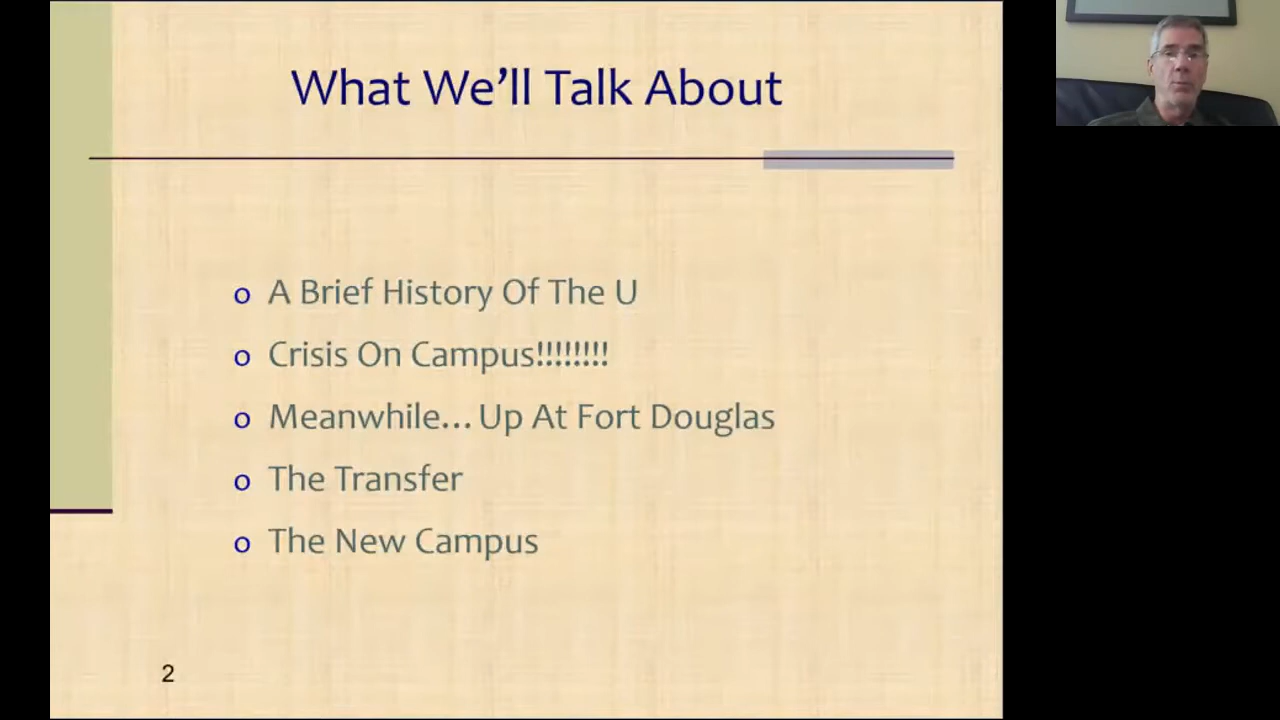 What We’ll Talk About
o A Brief History Of The U
o Crisis On Campus!!!!!!!!
o Meanwhile… Up At Fort Douglas
o The Transfer
o The New Campus
2